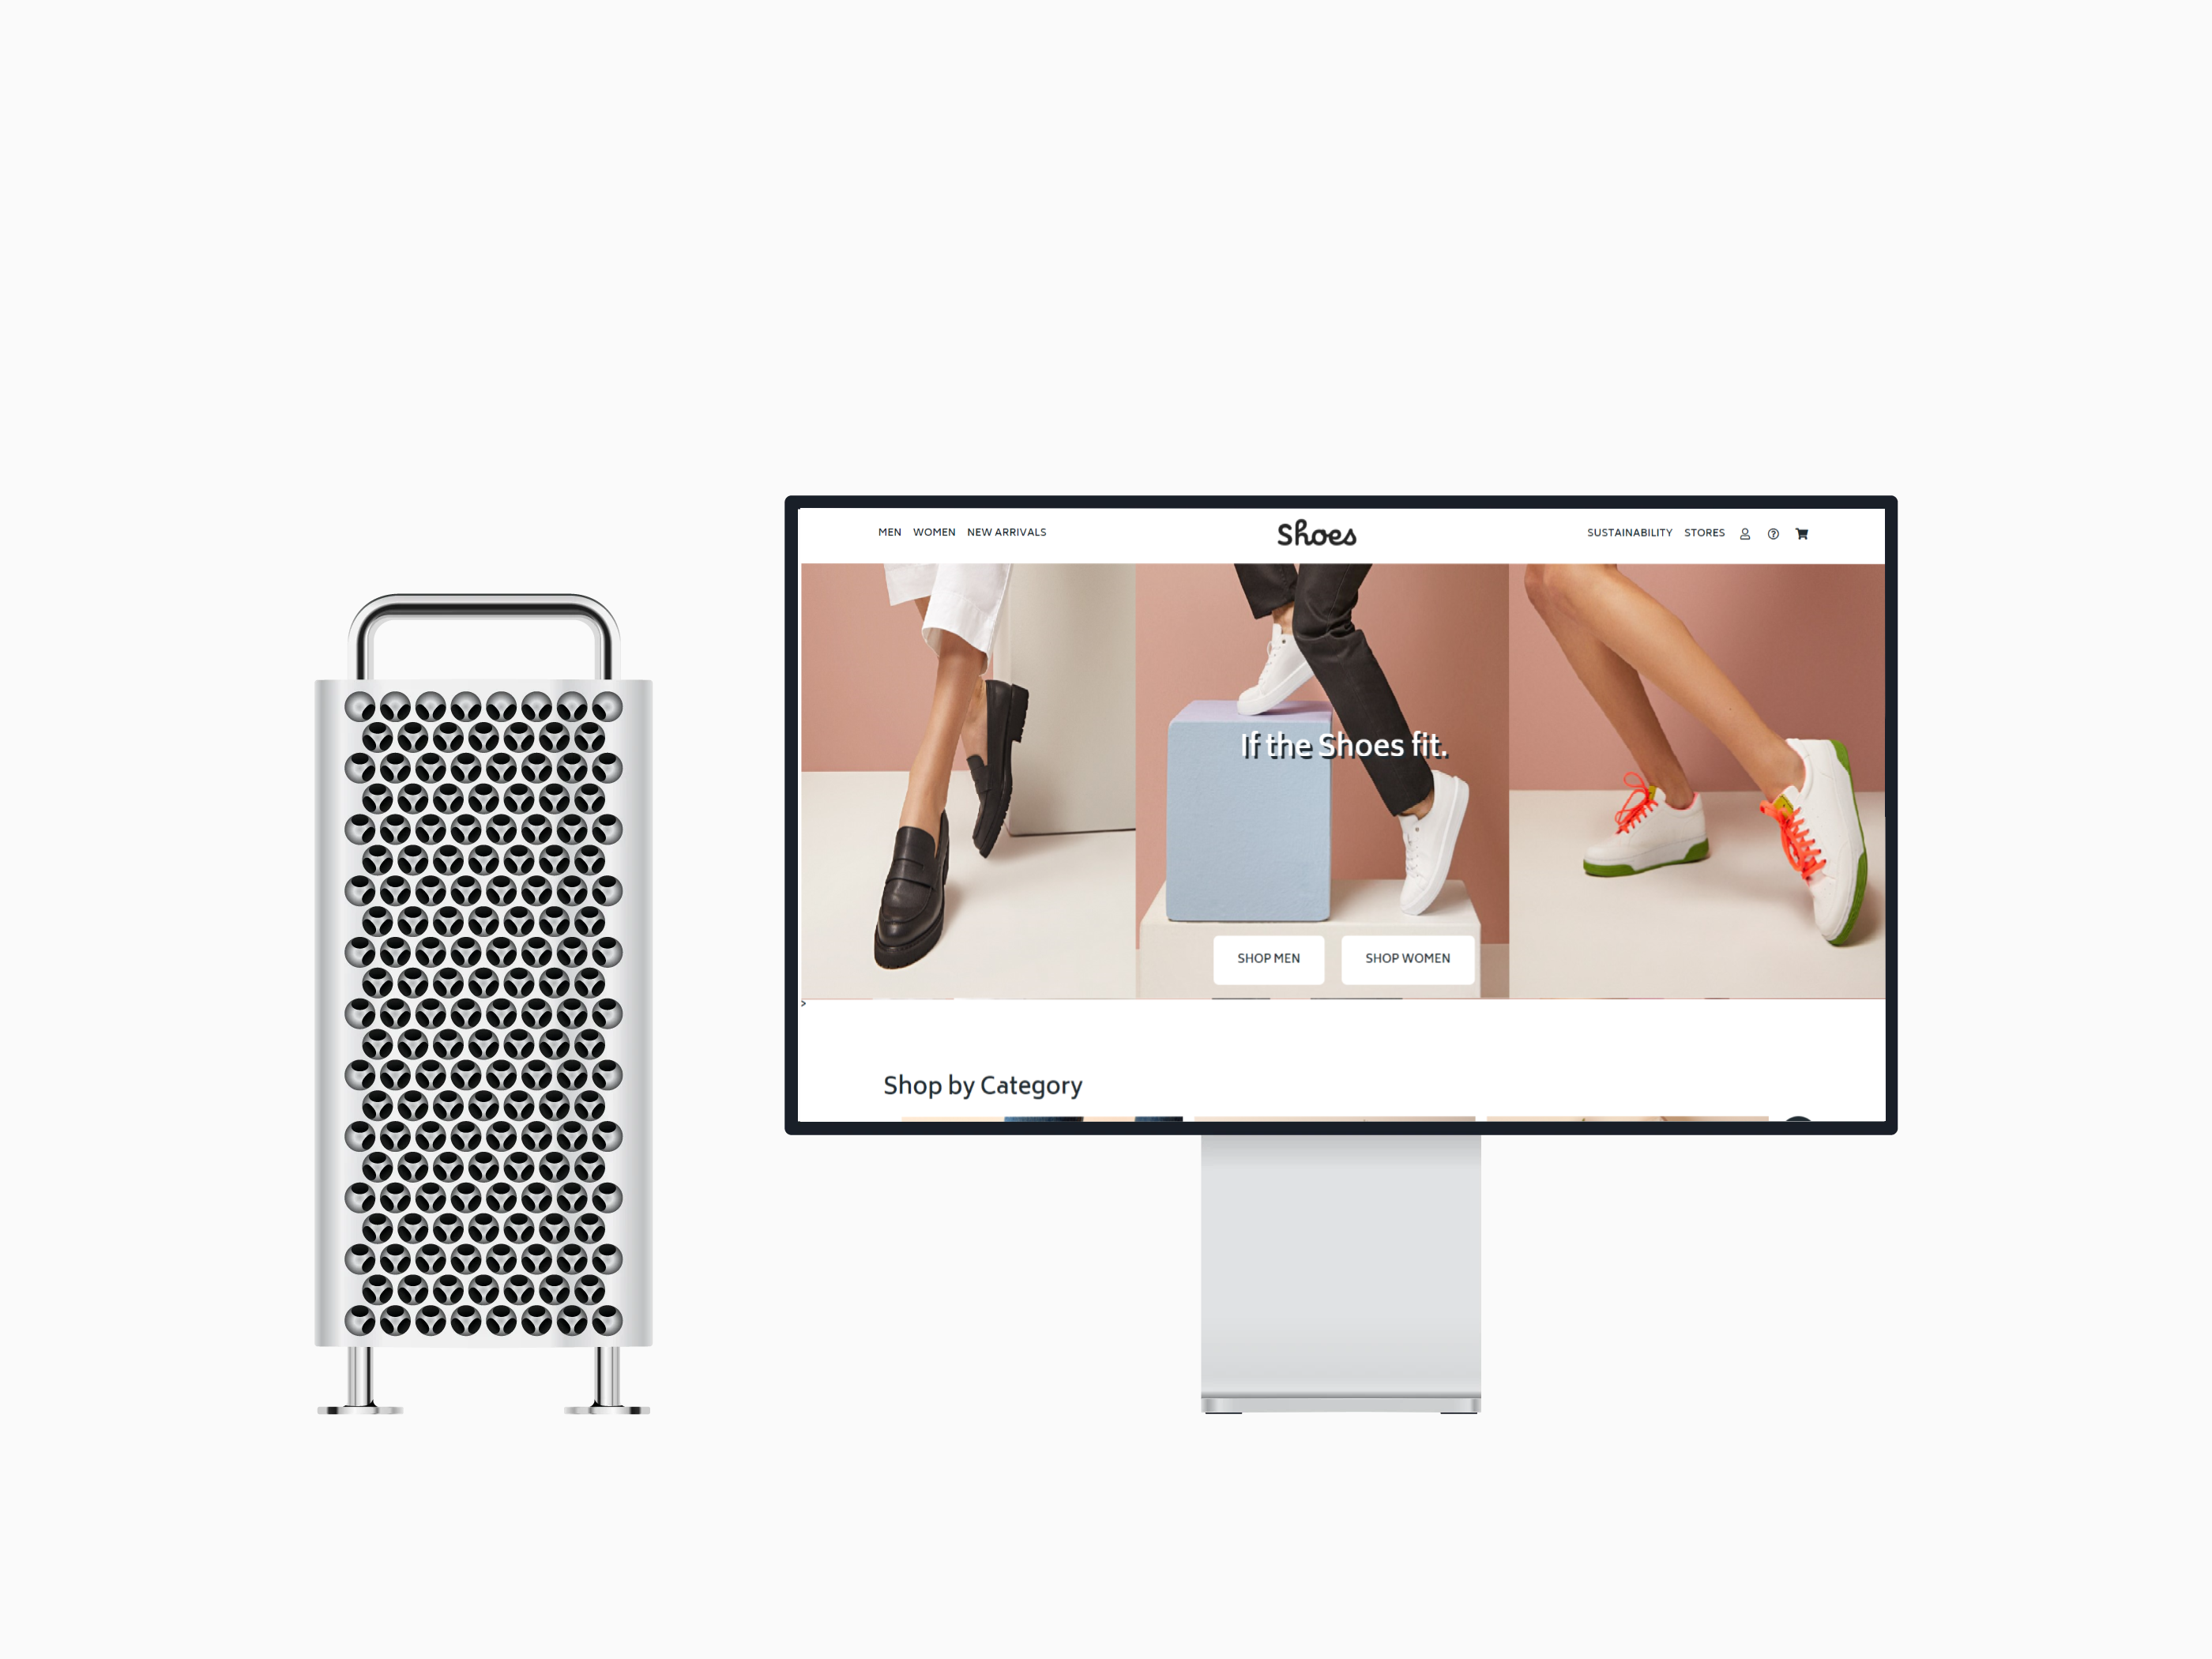 MEN WOMEN NEW ARRIVALS Shoes SUSTAINABILITY STORES
If the Shoes fit.
SHOP MEN SHOP WOMEN
>
Shop by Category